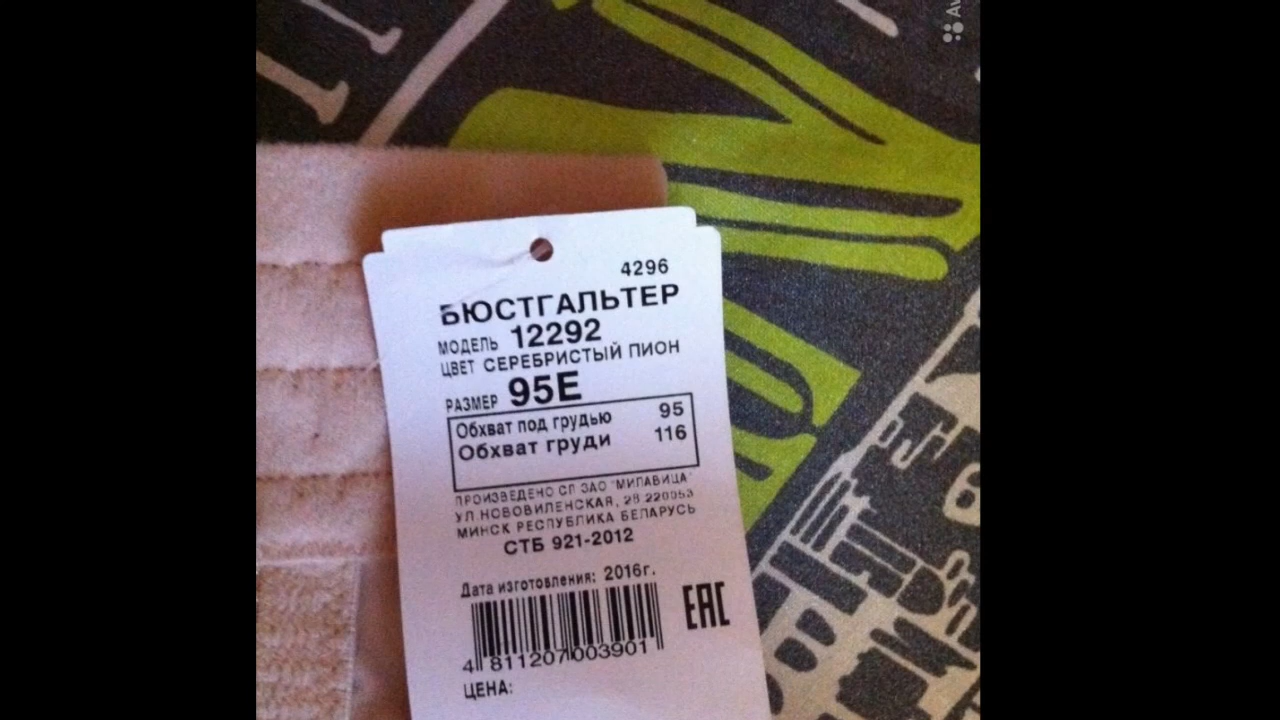 4296
БЮСТГАЛЬТЕР
МОДЕЛЬ 12292
ЦВЕТ СЕРЕБРИСТЫЙ ПИОН
РАЗМЕР 95E
Обхват под грудью 95
Обхват груди 116
ПРОИЗВЕДЕНО СП ЗАО "МИЛАВИЦА"
УЛ.НОВОВИЛЕНСКАЯ, 28 220053
МИНСК РЕСПУБЛИКА БЕЛАРУСЬ
СТБ 921-2012
Дата изготовления: 2016г.
EAC
4 811207 003901
ЦЕНА: